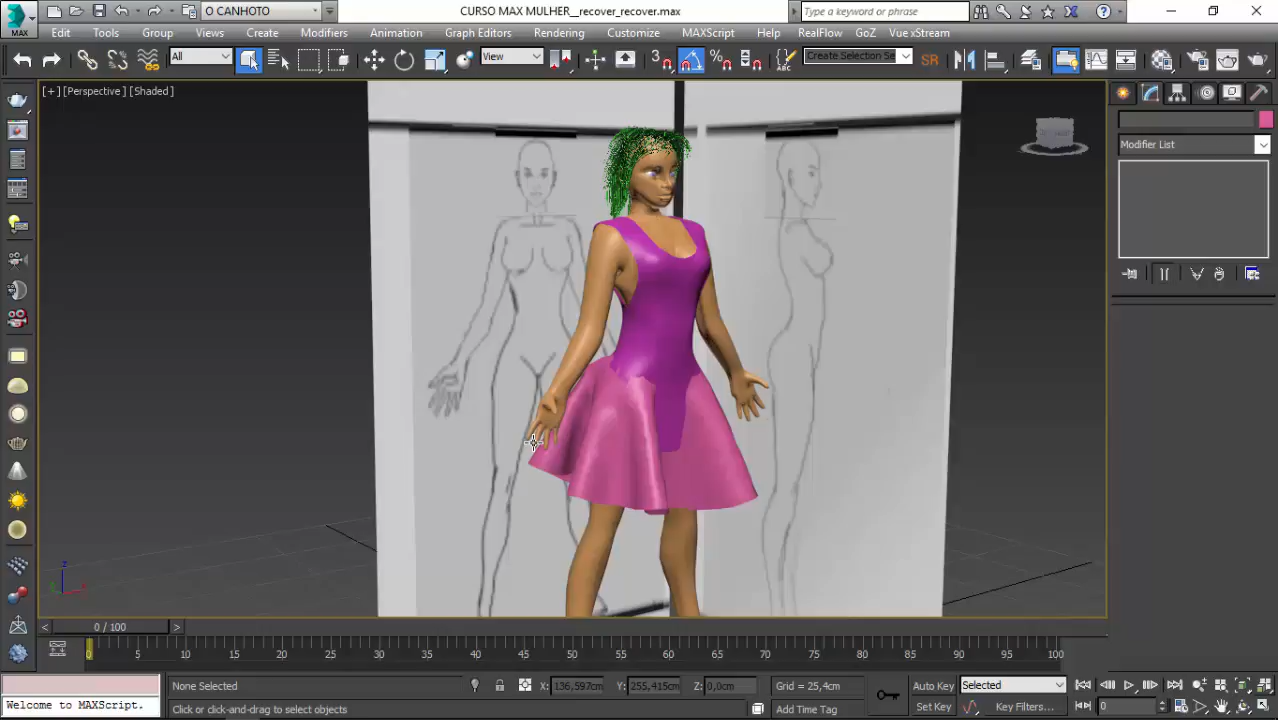 MAX O CANHOTO CURSO MAX MULHER__recover_recover.max Type a keyword or phrase
Edit Tools Group Views Create Modifiers Animation Graph Editors Rendering Customize MAXScript Help RealFlow GoZ Vue xStream
All View 3 Create Selection Se SR
[+] [Perspective] [Shaded]
Modifier List
z
< 0 / 100 >
0 5 10 15 20 25 30 35 40 45 50 55 60 65 70 75 80 85 90 95 100
None Selected X: 136,597cm Y: 255,415cm Z: 0,0cm Grid = 25,4cm Auto Key Selected
Welcome to MAXScript. Click or click-and-drag to select objects Add Time Tag Set Key Key Filters... 0